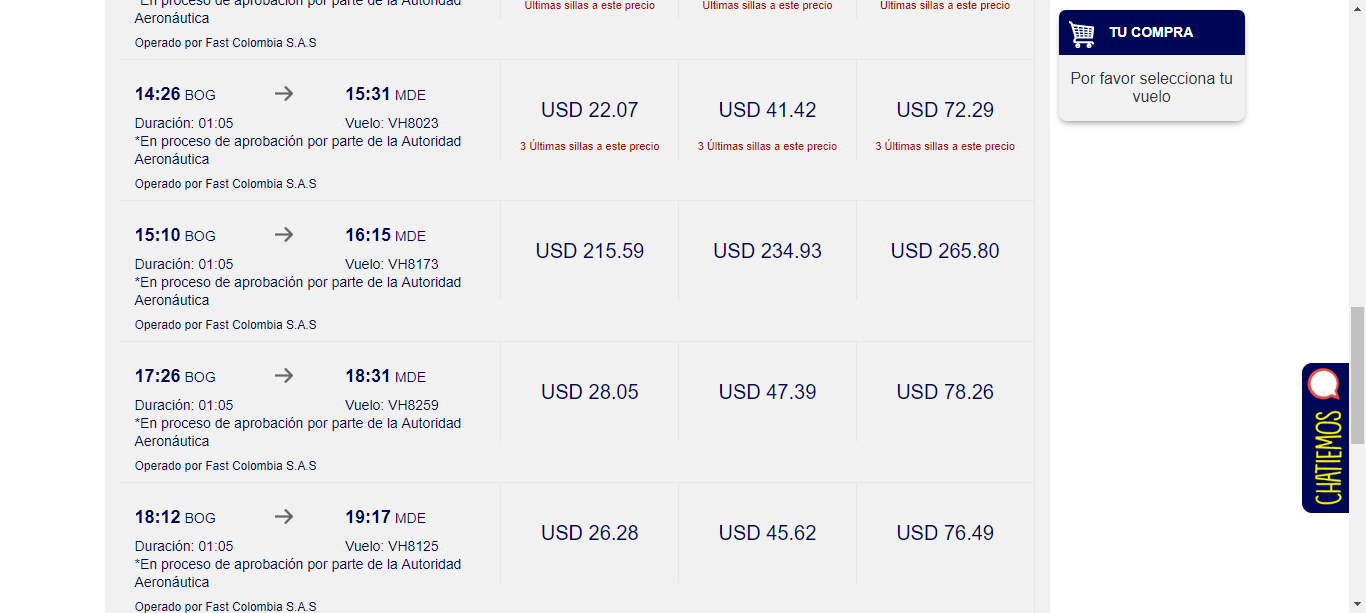 *En proceso de aprobación por parte de la Autoridad
Aeronáutica
Operado por Fast Colombia S.A.S
Últimas sillas a este precio
Últimas sillas a este precio
Últimas sillas a este precio
14:26 BOG
15:31 MDE
Duración: 01:05
Vuelo: VH8023
*En proceso de aprobación por parte de la Autoridad
Aeronáutica
Operado por Fast Colombia S.A.S
USD 22.07
3 Últimas sillas a este precio
USD 41.42
3 Últimas sillas a este precio
USD 72.29
3 Últimas sillas a este precio
15:10 BOG
16:15 MDE
Duración: 01:05
Vuelo: VH8173
*En proceso de aprobación por parte de la Autoridad
Aeronáutica
Operado por Fast Colombia S.A.S
USD 215.59
USD 234.93
USD 265.80
17:26 BOG
18:31 MDE
Duración: 01:05
Vuelo: VH8259
*En proceso de aprobación por parte de la Autoridad
Aeronáutica
Operado por Fast Colombia S.A.S
USD 28.05
USD 47.39
USD 78.26
18:12 BOG
19:17 MDE
Duración: 01:05
Vuelo: VH8125
*En proceso de aprobación por parte de la Autoridad
Aeronáutica
Operado por Fast Colombia S.A.S
USD 26.28
USD 45.62
USD 76.49
TU COMPRA
Por favor selecciona tu
vuelo
CHATIEMOS